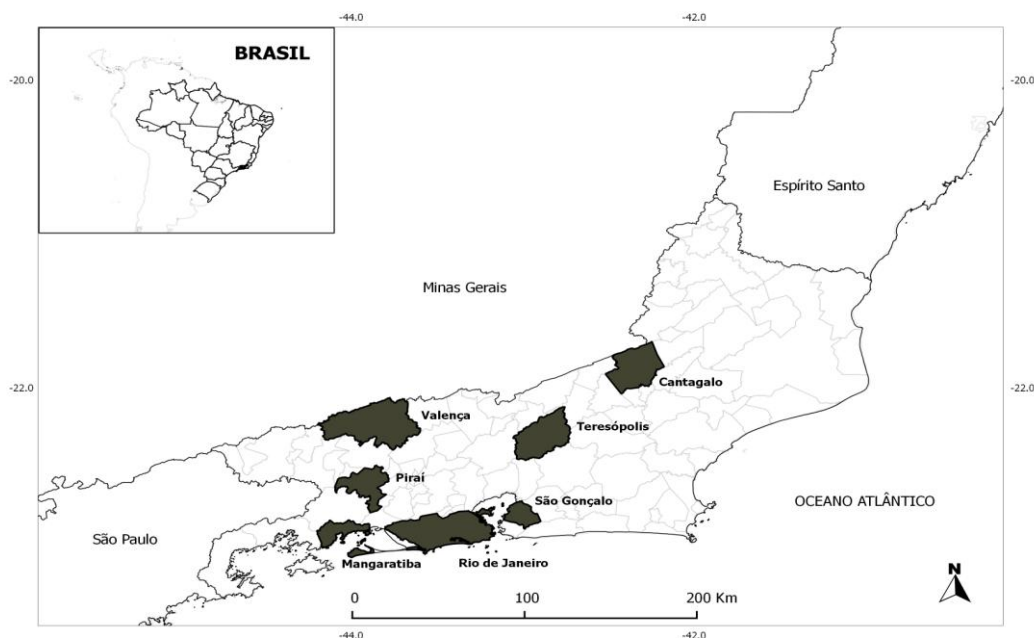 -44.0
-42.0
BRASIL
-20.0
-20.0
Espírito Santo
Minas Gerais
Cantagalo
-22.0
-22.0
Valença
Teresópolis
Piraí
São Gonçalo
OCEANO ATLÂNTICO
São Paulo
Mangaratiba
Rio de Janeiro
N
0
100
200 Km
-44.0
-42.0